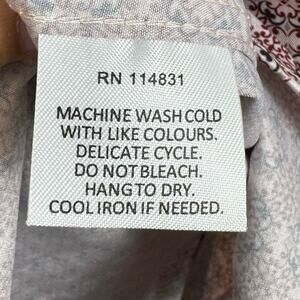 RN 114831
MACHINE WASH COLD
WITH LIKE COLOURS.
DELICATE CYCLE.
DO NOT BLEACH.
HANG TO DRY.
COOL IRON IF NEEDED.